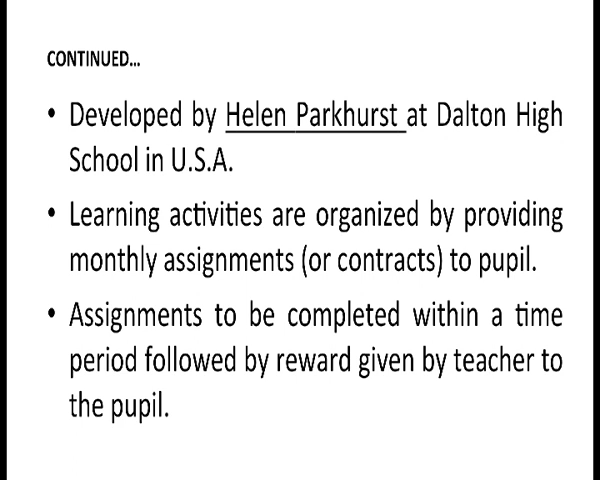 CONTINUED...
• Developed by Helen Parkhurst at Dalton High
School in U.S.A.
• Learning activities are organized by providing
monthly assignments (or contracts) to pupil.
• Assignments to be completed within a time
period followed by reward given by teacher to
the pupil.